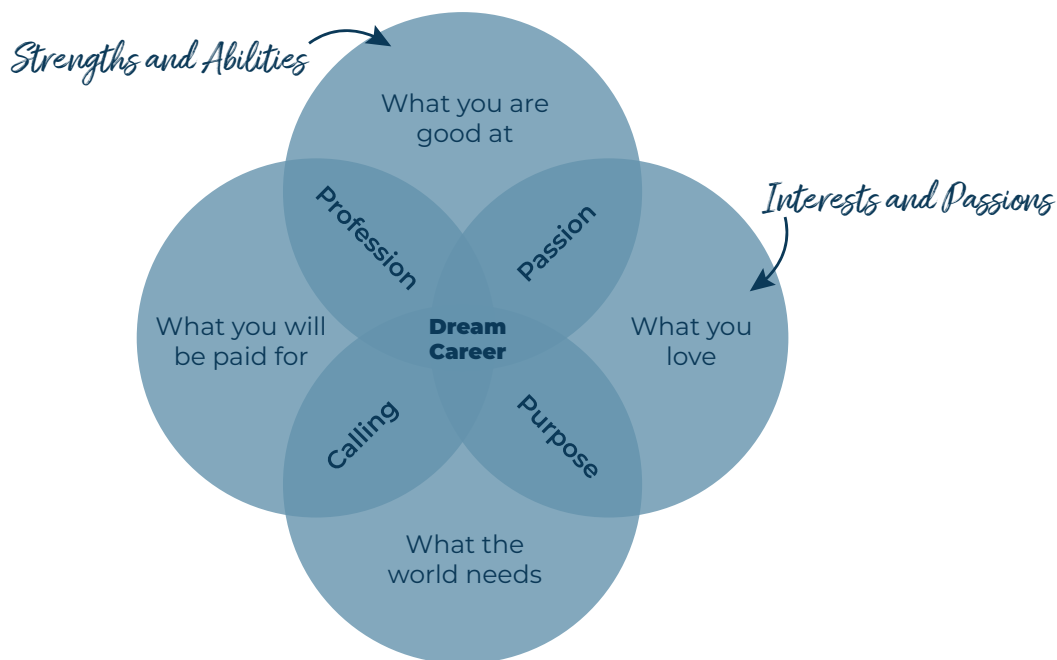 Strengths and Abilities
What you are
good at
Interests and Passions
Profession
Passion
What you will
be paid for
Dream
Career
What you
love
Calling
Purpose
What the
world needs